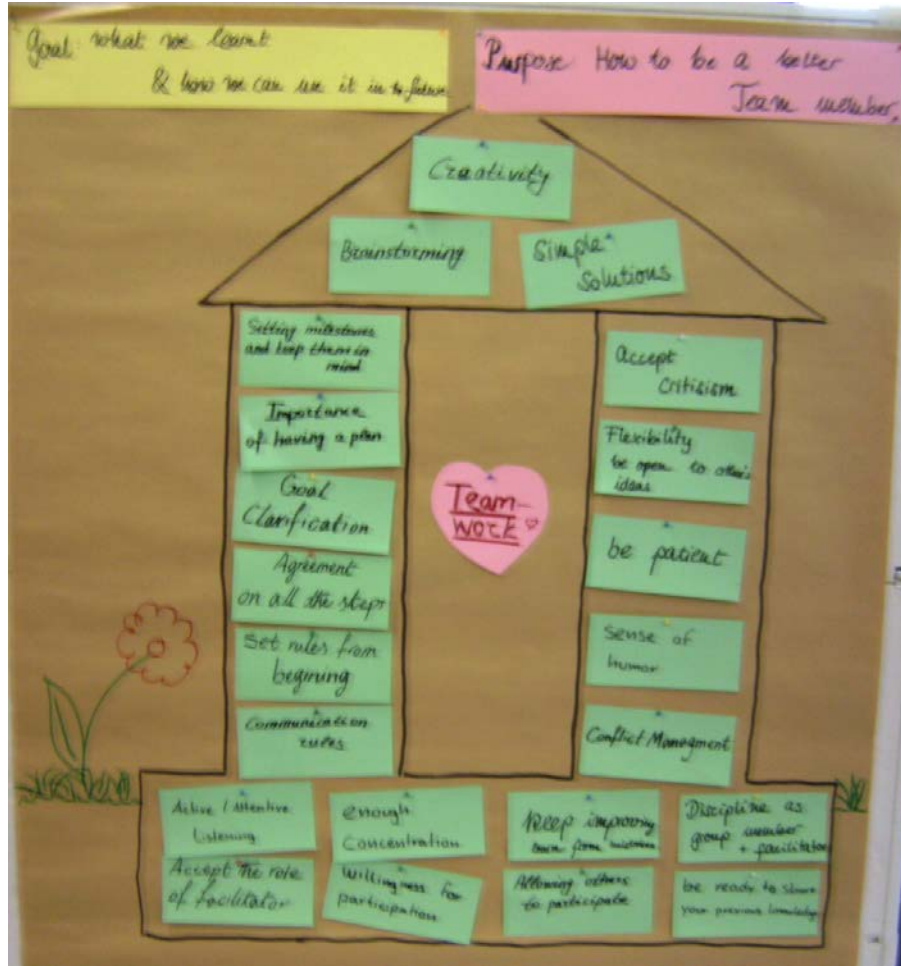 Goal: what we learnt
& how we can use it in the future
Purpose: How to be a better
Team member
Creativity
Brainstorming
Simple
Solutions
Setting milestones
and keep them in
mind
Importance
of having a plan
Goal
Clarification
Agreement
on all the steps
Set rules from
begining
Communication
rules
Team-
work
Accept
Critisism
Flexibility
be open to other's
ideas
be patient
sense of
humor
Conflict Managment
Active / Attentive
Listening
enough
Concentration
Keep improving
learn from mistakes
Discipline as
group member
+ facilitator
Accept the role
of facilitator
Willingness for
participation
Allowing others
to participate
be ready to share
your previous knowledge